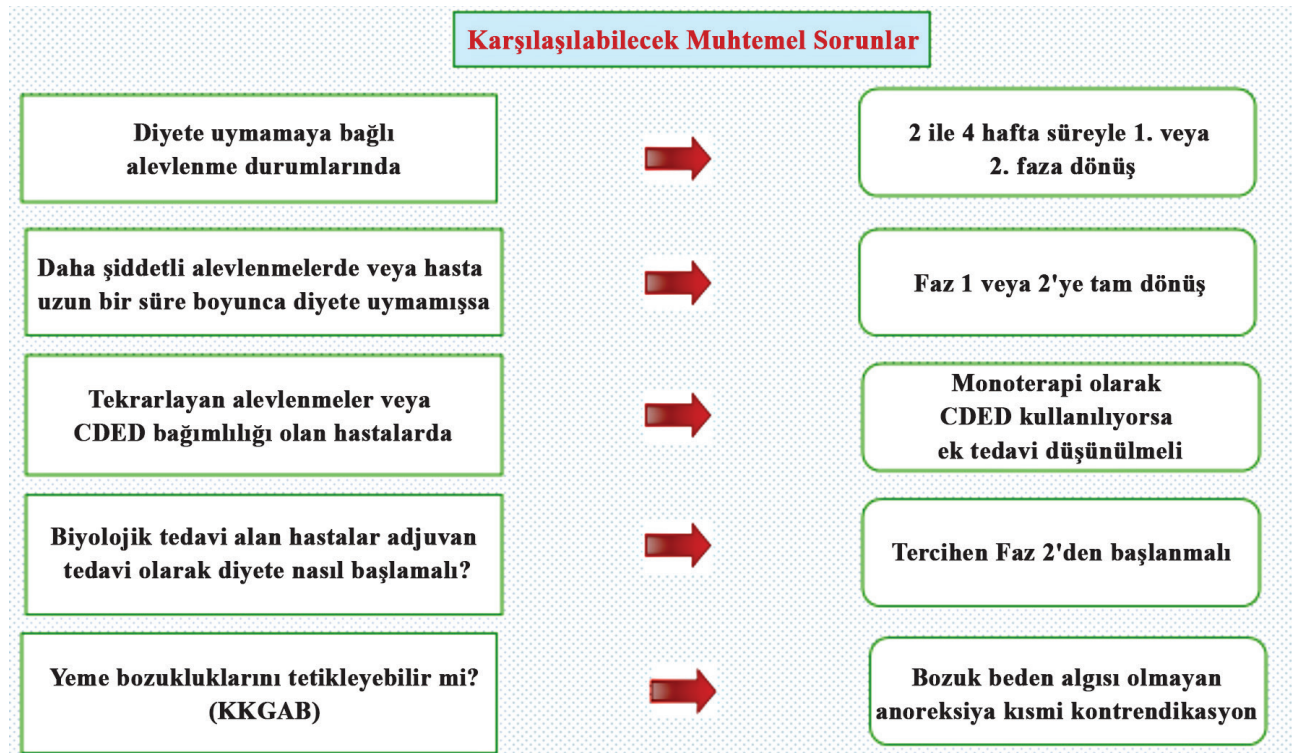 Karşılaşılabilecek Muhtemel Sorunlar
Diyete uymamaya bağlı
alevlenme durumlarında
2 ile 4 hafta süreyle 1. veya
2. faza dönüş
Daha şiddetli alevlenmelerde veya hasta
uzun bir süre boyunca diyete uymamışsa
Faz 1 veya 2'ye tam dönüş
Tekrarlayan alevlenmeler veya
CDED bağımlılığı olan hastalarda
Monoterapi olarak
CDED kullanılıyorsa
ek tedavi düşünülmeli
Biyolojik tedavi alan hastalar adjuvan
tedavi olarak diyete nasıl başlamalı?
Tercihen Faz 2'den başlanmalı
Yeme bozukluklarını tetikleyebilir mi?
(KKGAB)
Bozuk beden algısı olmayan
anoreksiya kısmi kontrendikasyon